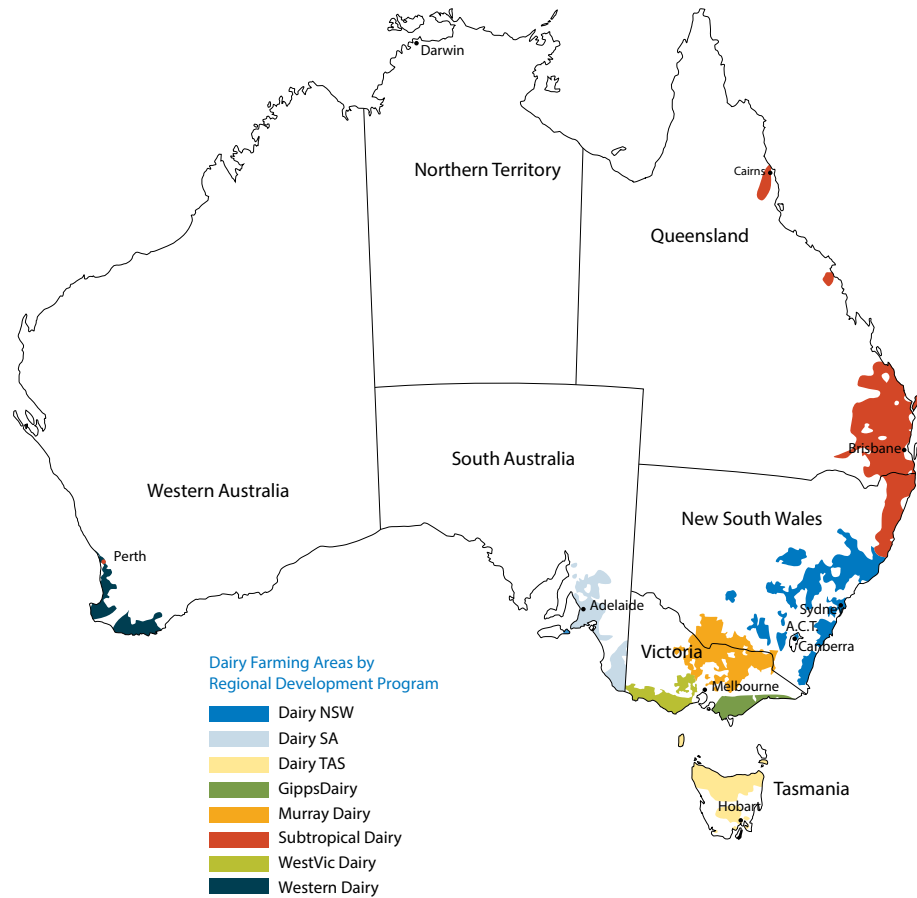 Darwin
Northern Territory
Cairns
Queensland
Brisbane
South Australia
Western Australia
New South Wales
Perth
Adelaide
Sydney
A.C.T.
Canberra
Victoria
Melbourne
Dairy Farming Areas by
Regional Development Program
Dairy NSW
Dairy SA
Dairy TAS
GippsDairy
Murray Dairy
Subtropical Dairy
WestVic Dairy
Western Dairy
Tasmania
Hobart